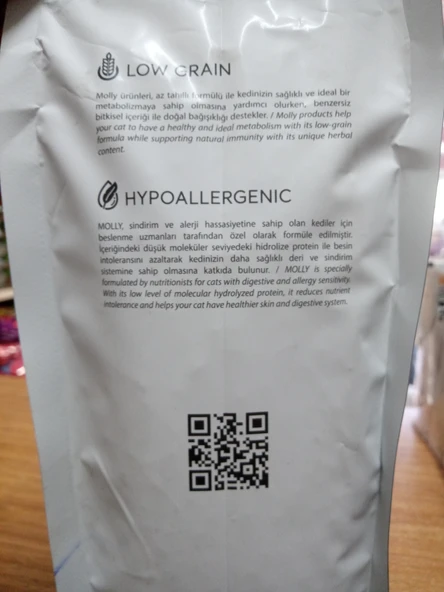 LOW GRAIN
Molly ürünleri, az tahıllı formülü ile kedinizin sağlıklı ve ideal bir
metabolizmaya sahip olmasına yardımcı olurken, benzersiz
bitkisel içeriği ile doğal bağışıklığı destekler. / Molly products help
your cat to have a healthy and ideal metabolism with its low-grain
formula while supporting natural immunity with its unique herbal
content.
HYPOALLERGENIC
MOLLY, sindirim ve alerji hassasiyetine sahip olan kediler için
beslenme uzmanları tarafından özel olarak formüle edilmiştir.
İçeriğindeki düşük moleküler seviyedeki hidrolize protein ile besin
intoleransını azaltarak kedinizin daha sağlıklı deri ve sindirim
sistemine sahip olmasına katkıda bulunur. / MOLLY is specially
formulated by nutritionists for cats with digestive and allergy sensitivity.
With its low level of molecular hydrolyzed protein, it reduces nutrient
intolerance and helps your cat have healthier skin and digestive system.